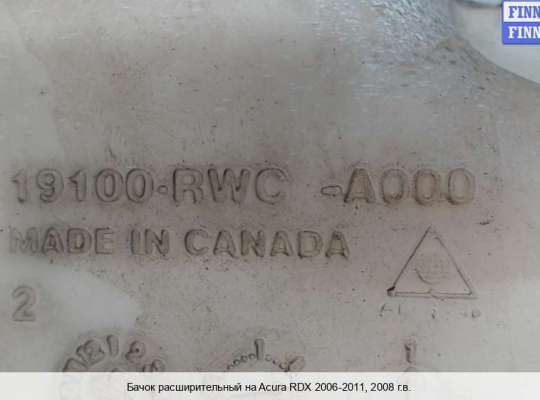 FINN
FINN
19100-RWC -A000
MADE IN CANADA
2
Бачок расширительный на Acura RDX 2006-2011, 2008 г.в.